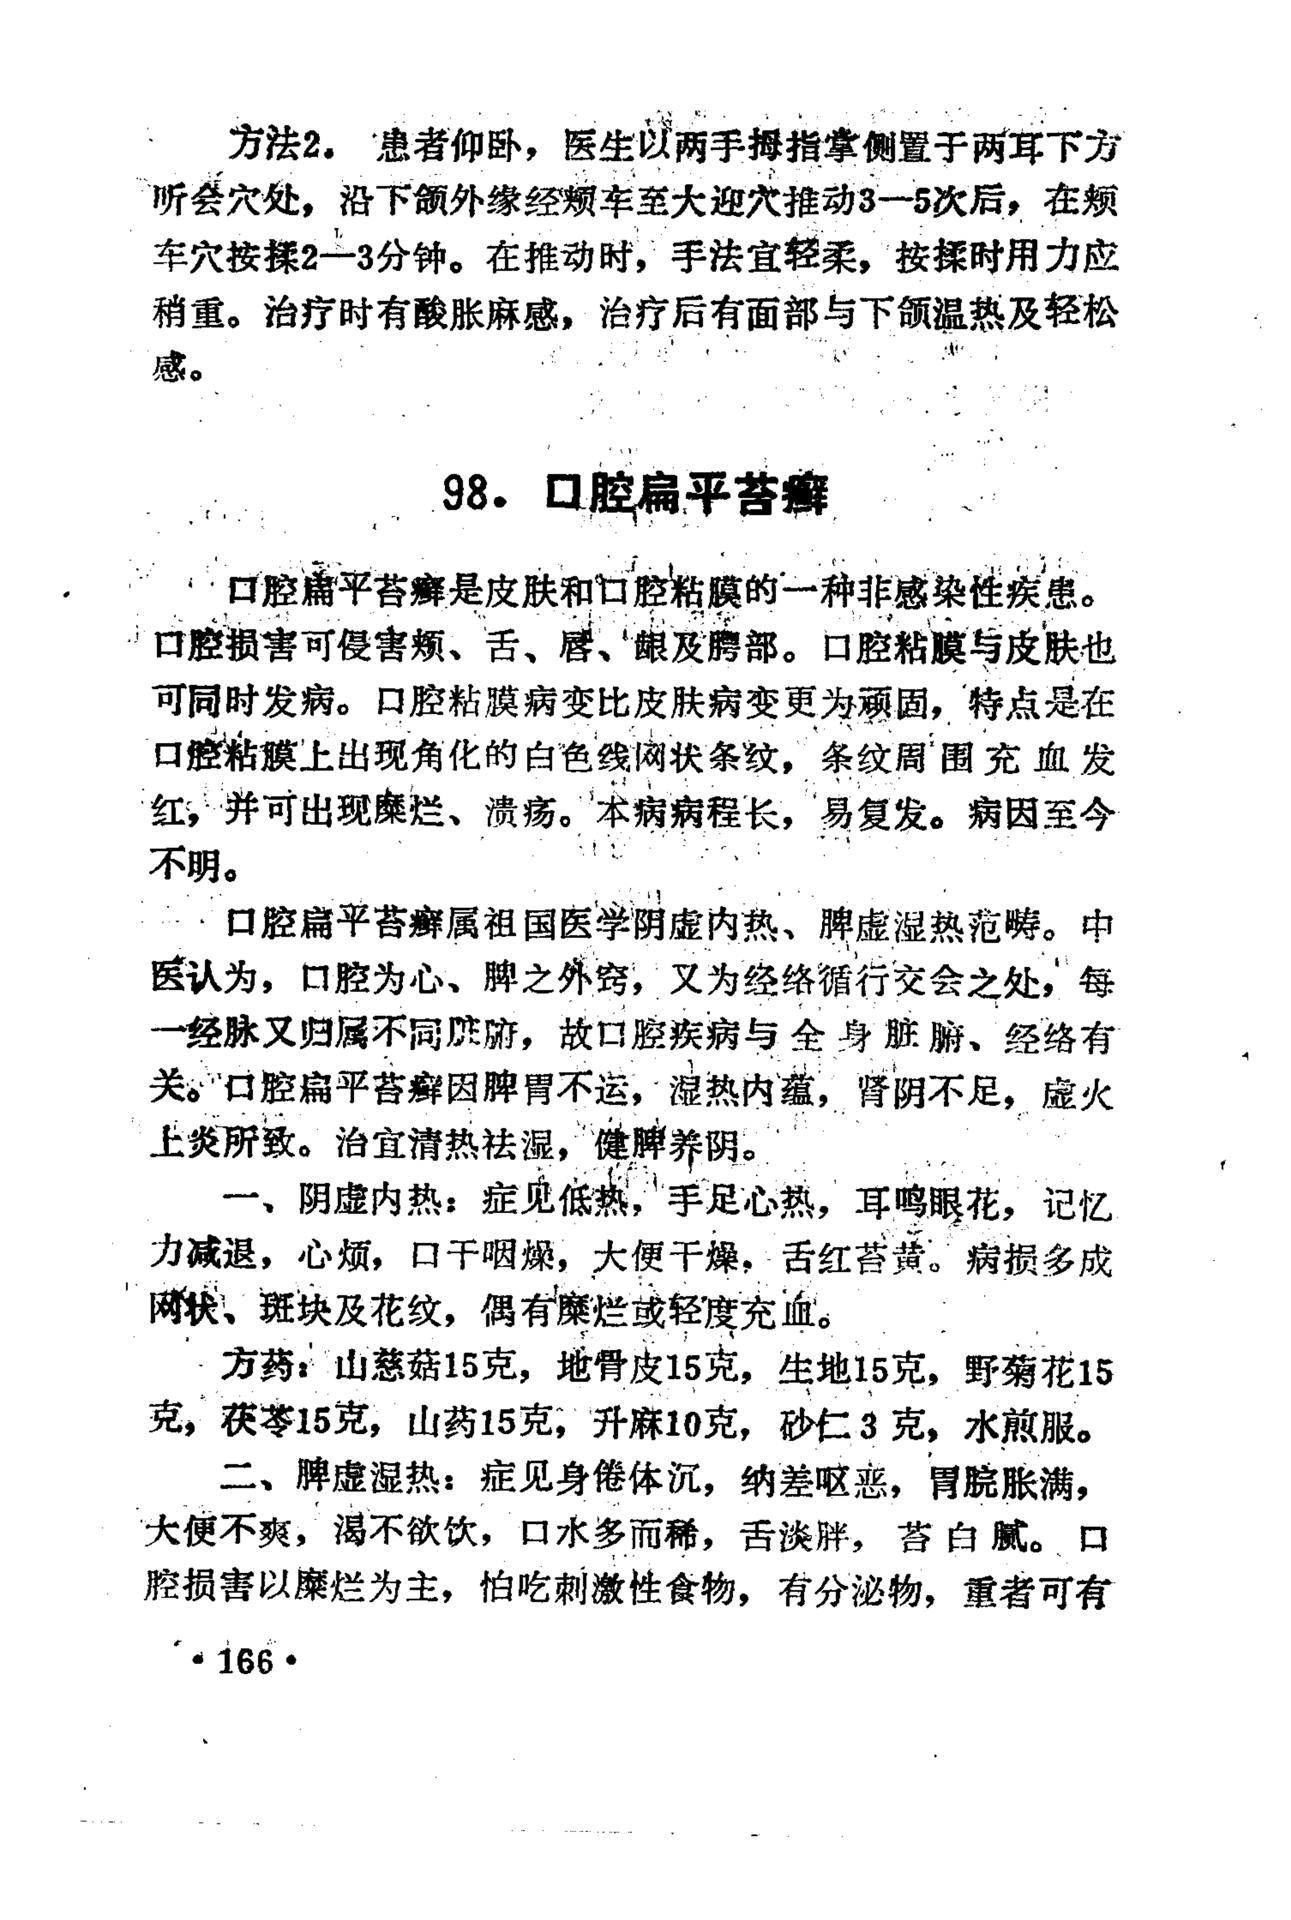 方法2. 患者仰卧，医生以两手拇指掌侧置于两耳下方
听会穴处，沿下颌外缘经颊车至大迎穴推动3—5次后，在颊
车穴按揉2—3分钟。在推动时，手法宜轻柔，按揉时用力应
稍重。治疗时有酸胀麻感，治疗后有面部与下颌温热及轻松
感。
98. 口腔扁平苔癣
口腔扁平苔癣是皮肤和口腔粘膜的一种非感染性疾患。
口腔损害可侵害颊、舌、唇、龈及腭部。口腔粘膜与皮肤也
可同时发病。口腔粘膜病变比皮肤病变更为顽固，特点是在
口腔粘膜上出现角化的白色线网状条纹，条纹周围充血发
红，并可出现糜烂、溃疡。本病病程长，易复发。病因至今
不明。
口腔扁平苔癣属祖国医学阴虚内热、脾虚湿热范畴。中
医认为，口腔为心、脾之外窍，又为经络循行交会之处，每
一经脉又归属不同脏腑，故口腔疾病与全身脏腑、经络有
关。口腔扁平苔癣因脾胃不运，湿热内蕴，肾阴不足，虚火
上炎所致。治宜清热祛湿，健脾养阴。
一、阴虚内热：症见低热，手足心热，耳鸣眼花，记忆
力减退，心烦，口干咽燥，大便干燥，舌红苔黄。病损多成
网状、斑块及花纹，偶有糜烂或轻度充血。
方药：山慈菇15克，地骨皮15克，生地15克，野菊花15
克，茯苓15克，山药15克，升麻10克，砂仁3克，水煎服。
二、脾虚湿热：症见身倦体沉，纳差呕恶，胃脘胀满，
大便不爽，渴不欲饮，口水多而稀，舌淡胖，苔白腻。口
腔损害以糜烂为主，怕吃刺激性食物，有分泌物，重者可有
·166·